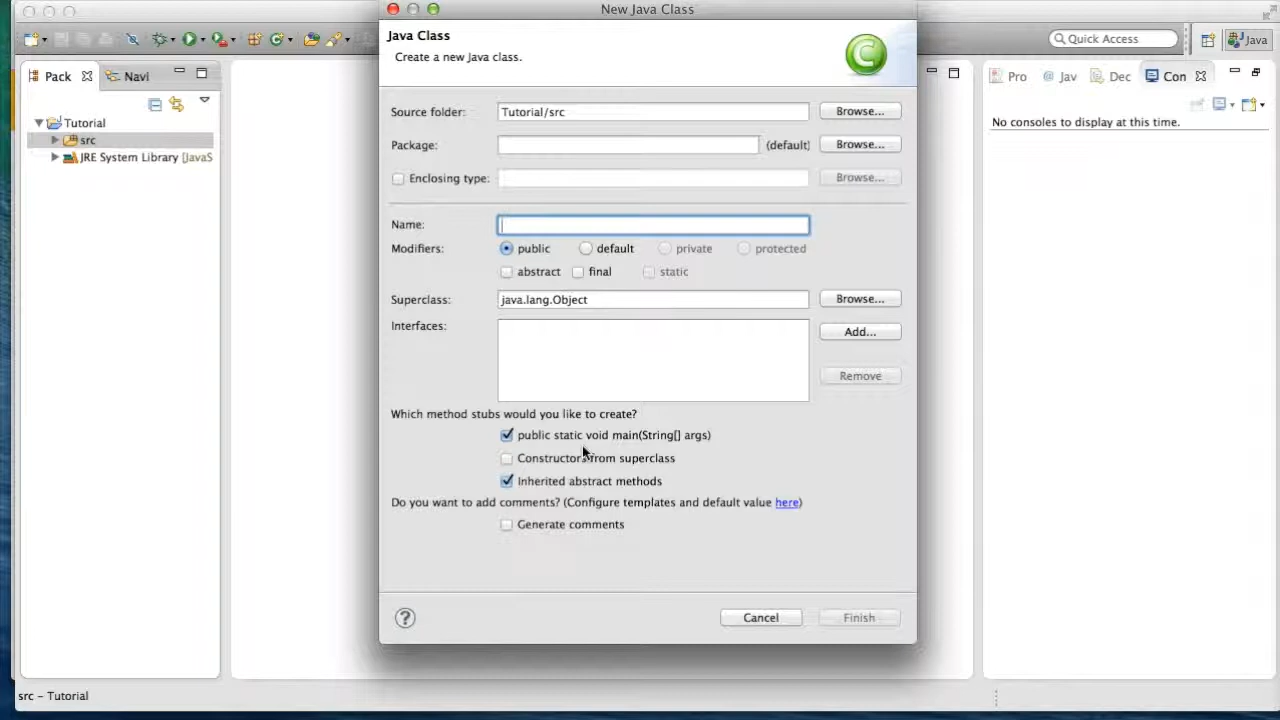 New Java Class
Java Class
Create a new Java class.
Quick Access
Java
Pack
Navi
Pro
Jav
Dec
Con
Source folder: Tutorial/src Browse...
Package: (default) Browse...
Enclosing type: Browse...
Tutorial
src
JRE System Library [JavaS
No consoles to display at this time.
Name:
Modifiers: public default private protected
abstract final static
Superclass: java.lang.Object Browse...
Interfaces: Add...
Remove
Which method stubs would you like to create?
public static void main(String[] args)
Constructors from superclass
Inherited abstract methods
Do you want to add comments? (Configure templates and default value here)
Generate comments
? Cancel Finish
src – Tutorial